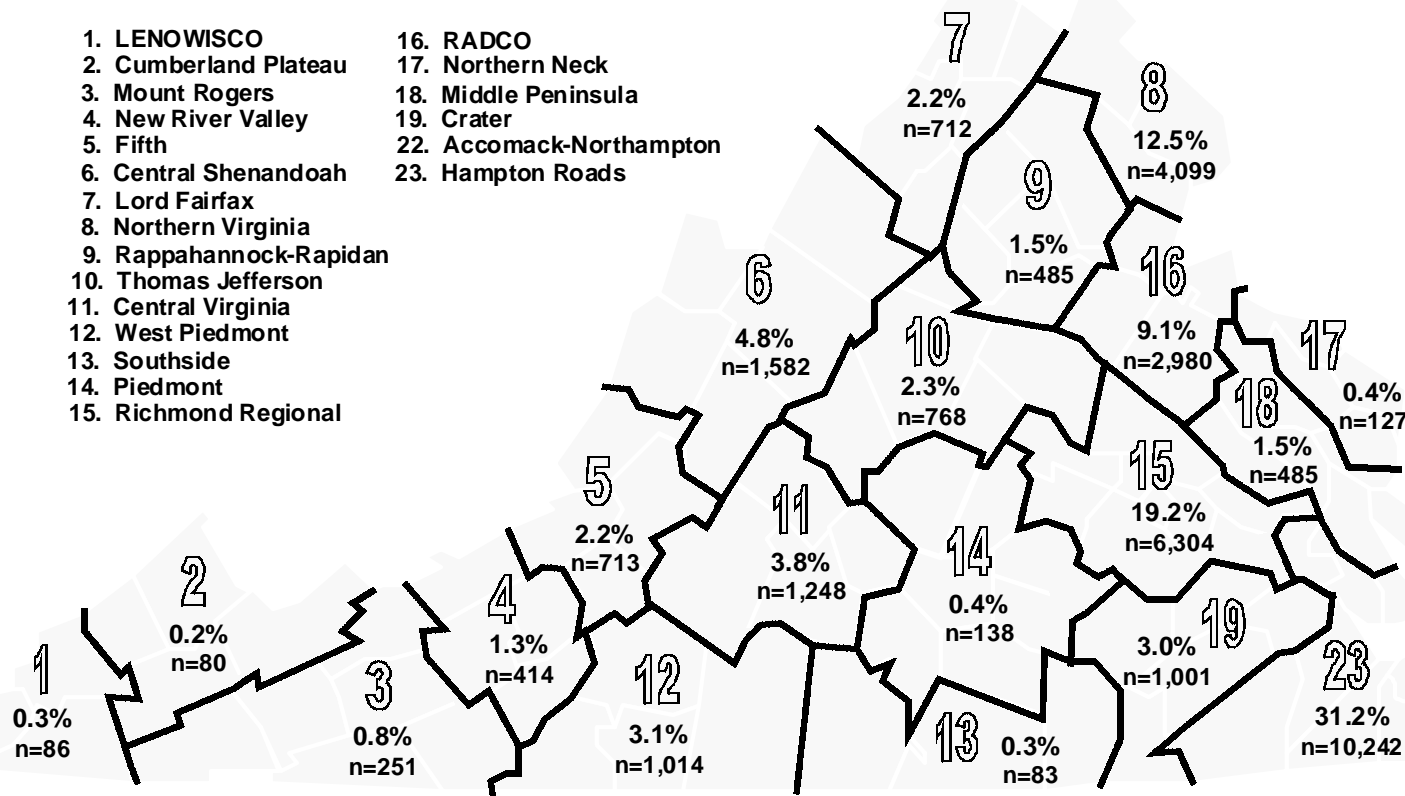 1. LENOWISCO
2. Cumberland Plateau
3. Mount Rogers
4. New River Valley
5. Fifth
6. Central Shenandoah
7. Lord Fairfax
8. Northern Virginia
9. Rappahannock-Rapidan
10. Thomas Jefferson
11. Central Virginia
12. West Piedmont
13. Southside
14. Piedmont
15. Richmond Regional
16. RADCO
17. Northern Neck
18. Middle Peninsula
19. Crater
22. Accomack-Northampton
23. Hampton Roads
7
2.2%
n=712
8
12.5%
n=4,099
9
1.5%
n=485
6
4.8%
n=1,582
16
9.1%
n=2,980
10
2.3%
n=768
17
0.4%
n=127
18
1.5%
n=485
5
2.2%
n=713
11
3.8%
n=1,248
15
19.2%
n=6,304
14
0.4%
n=138
2
0.2%
n=80
4
1.3%
n=414
19
3.0%
n=1,001
1
0.3%
n=86
3
0.8%
n=251
12
3.1%
n=1,014
13
0.3%
n=83
23
31.2%
n=10,242